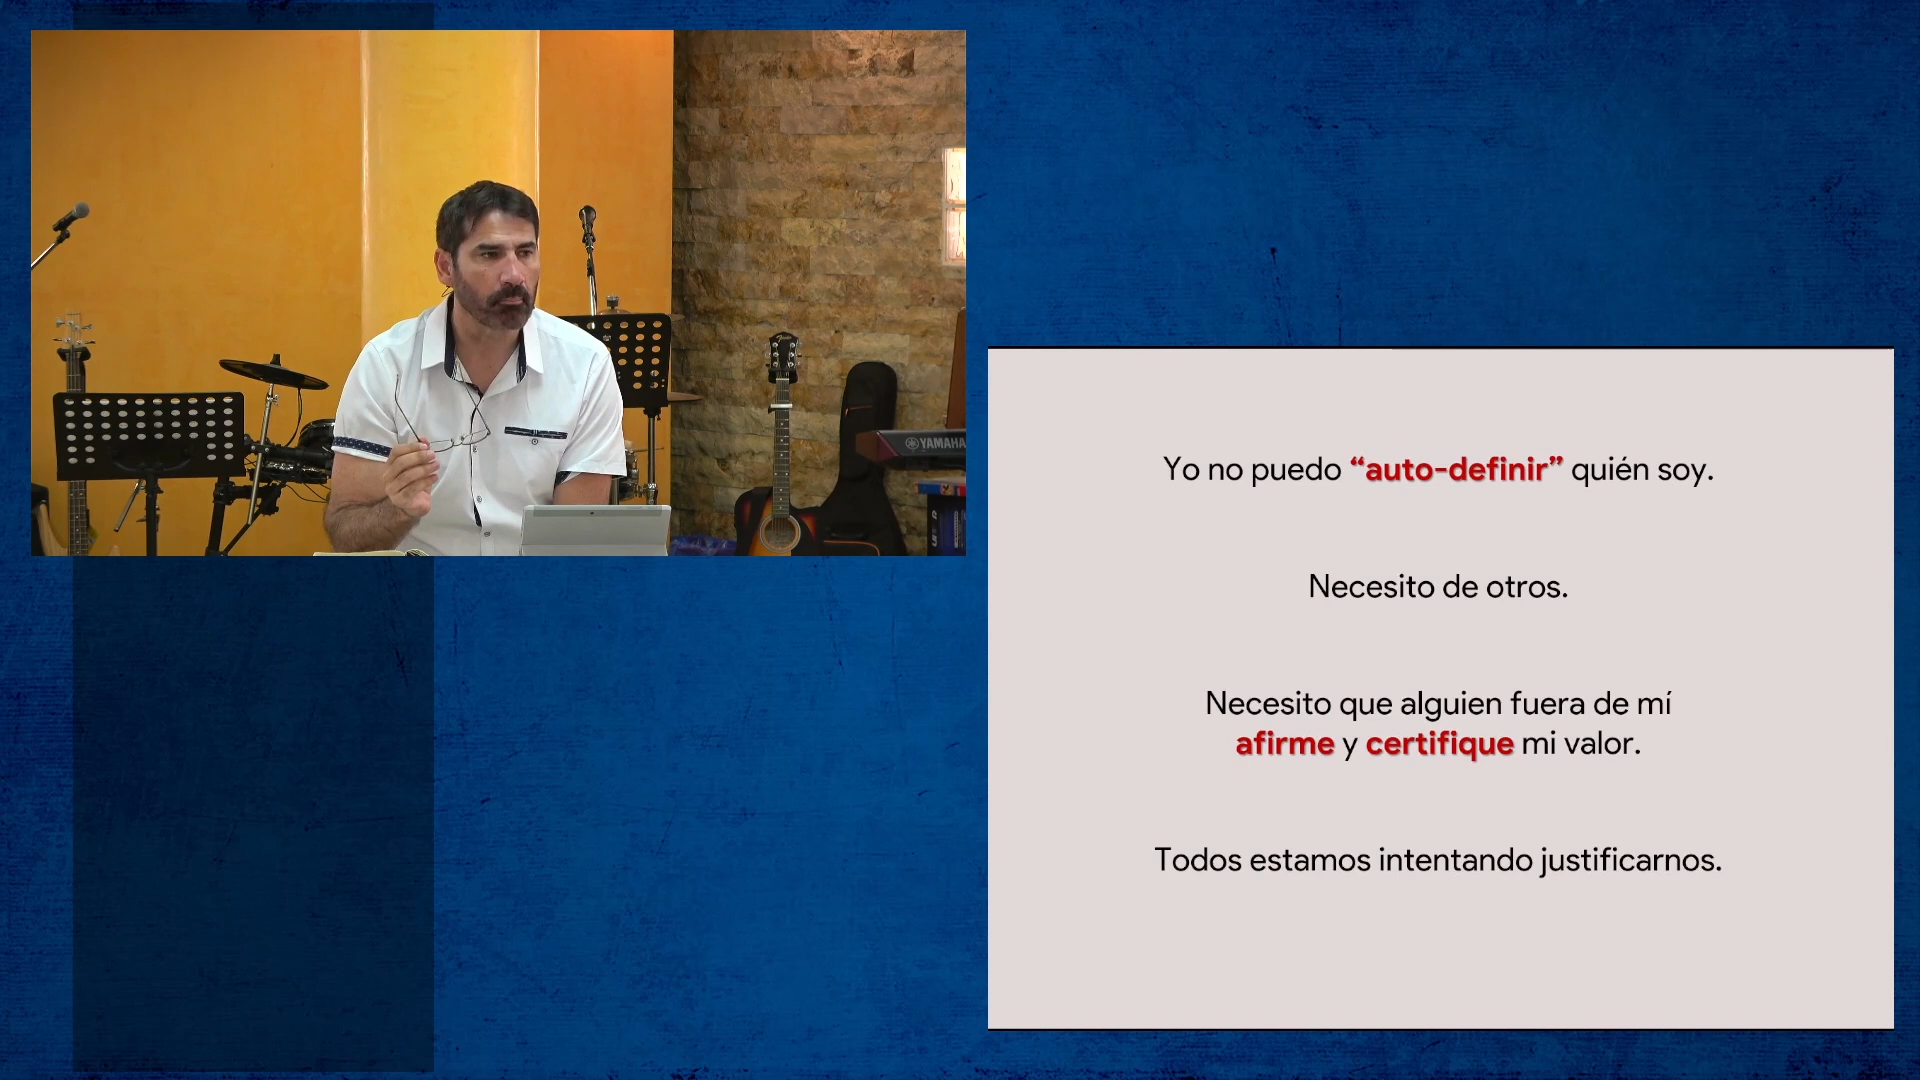 Fender
YAMAHA
Yo no puedo “auto-definir” quién soy.
Necesito de otros.
Necesito que alguien fuera de mí
afirme y certifique mi valor.
Todos estamos intentando justificarnos.